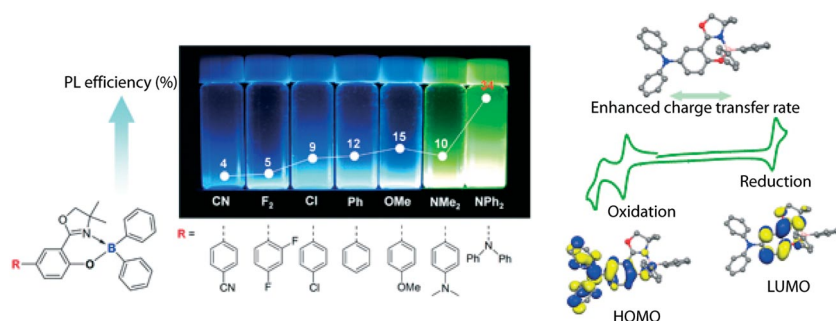 PL efficiency (%)
4
5
9
12
15
10
34
CN
F₂
Cl
Ph
OMe
NMe₂
NPh₂
R =
CN
F
F
Cl
OMe
N
Ph
N
Ph
O
N
B
O
R
Enhanced charge transfer rate
Reduction
Oxidation
HOMO
LUMO